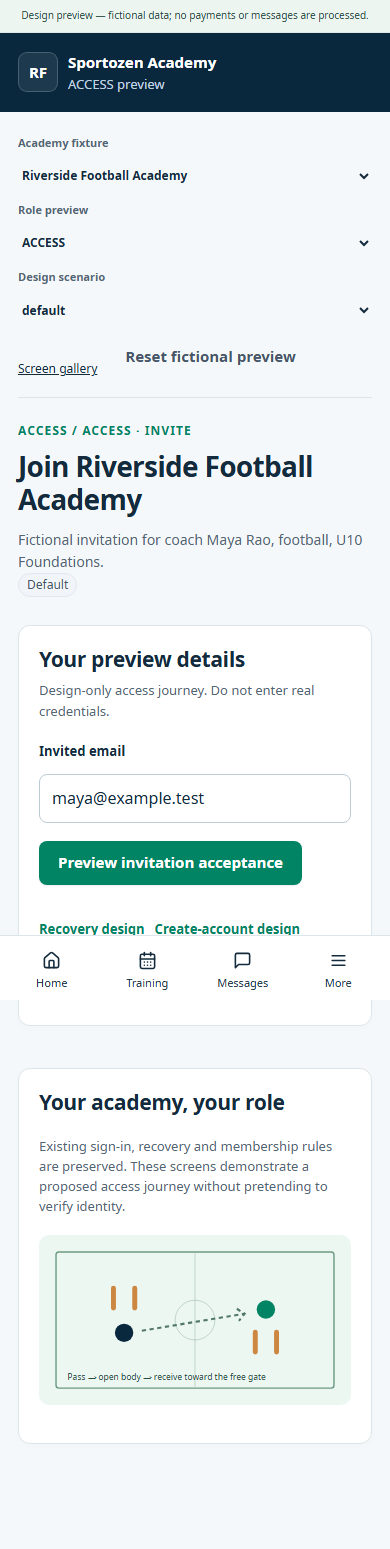 Design preview — fictional data; no payments or messages are processed.
RF
Sportozen Academy
ACCESS preview
Academy fixture
Riverside Football Academy
Role preview
ACCESS
Design scenario
default
Screen gallery
Reset fictional preview
ACCESS / ACCESS · INVITE
Join Riverside Football
Academy
Fictional invitation for coach Maya Rao, football, U10
Foundations.
Default
Your preview details
Design-only access journey. Do not enter real
credentials.
Invited email
maya@example.test
Preview invitation acceptance
Recovery design Create-account design
Home
Training
Messages
More
Your academy, your role
Existing sign-in, recovery and membership rules
are preserved. These screens demonstrate a
proposed access journey without pretending to
verify identity.
Pass → open body → receive toward the free gate